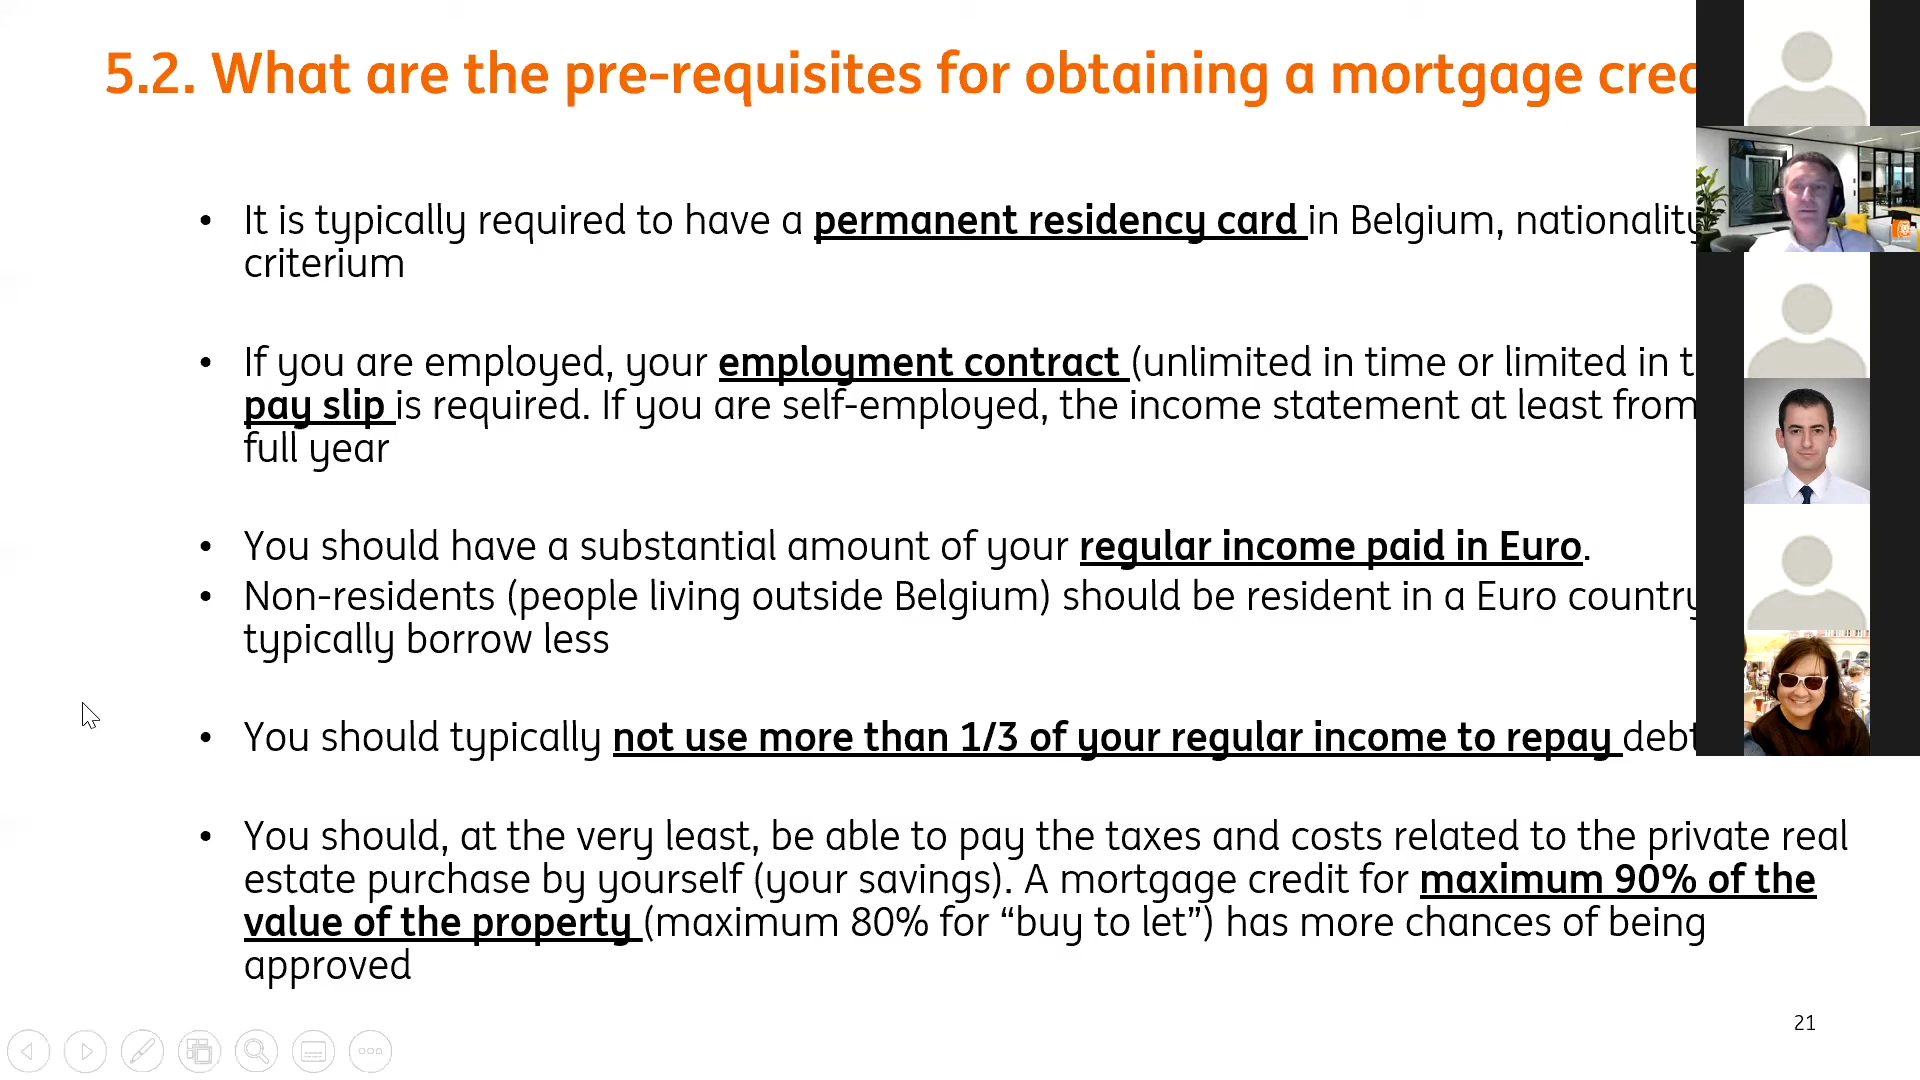 5.2. What are the pre-requisites for obtaining a mortgage
• It is typically required to have a permanent residency card in Belgium, nationality
criterium
• If you are employed, your employment contract (unlimited in time or limited in
pay slip is required. If you are self-employed, the income statement at least from
full year
• You should have a substantial amount of your regular income paid in Euro.
• Non-residents (people living outside Belgium) should be resident in a Euro country
typically borrow less
• You should typically not use more than 1/3 of your regular income to repay debt
• You should, at the very least, be able to pay the taxes and costs related to the private real
estate purchase by yourself (your savings). A mortgage credit for maximum 90% of the
value of the property (maximum 80% for “buy to let”) has more chances of being
approved
21